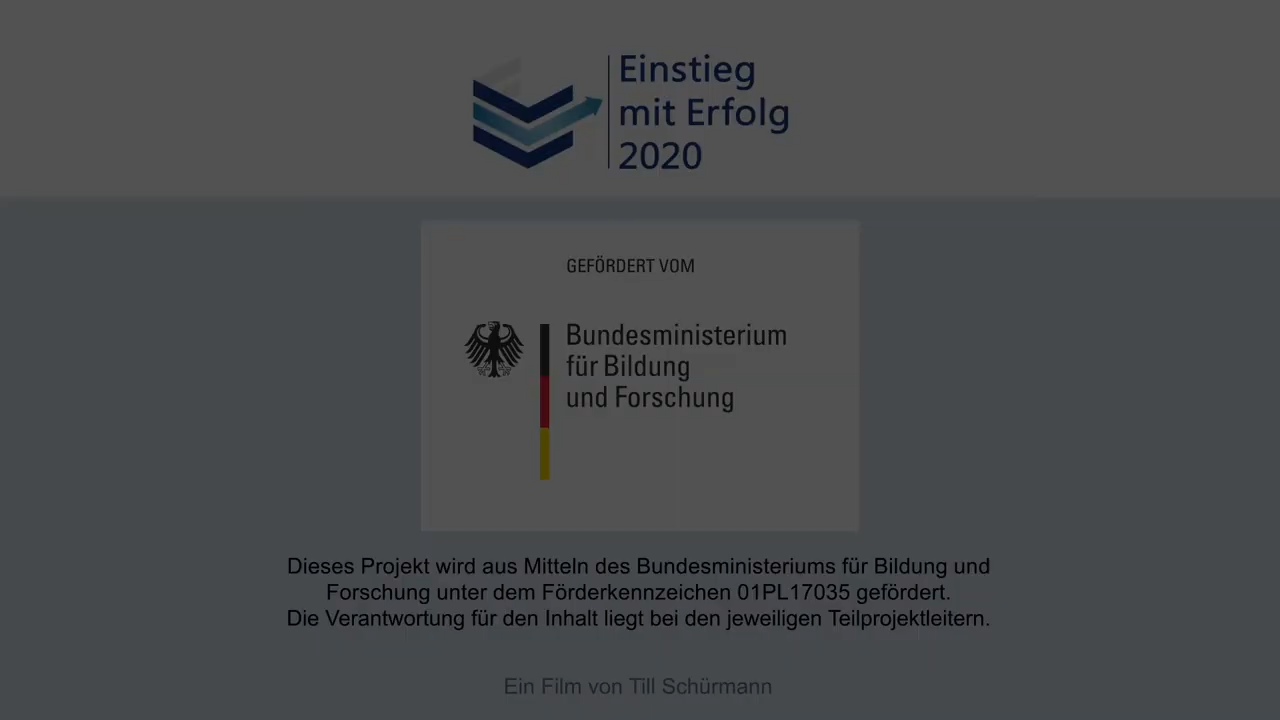 Einstieg
mit Erfolg
2020
GEFÖRDERT VOM
Bundesministerium
für Bildung
und Forschung
Dieses Projekt wird aus Mitteln des Bundesministeriums für Bildung und
Forschung unter dem Förderkennzeichen 01PL17035 gefördert.
Die Verantwortung für den Inhalt liegt bei den jeweiligen Teilprojektleitern.
Ein Film von Till Schürmann